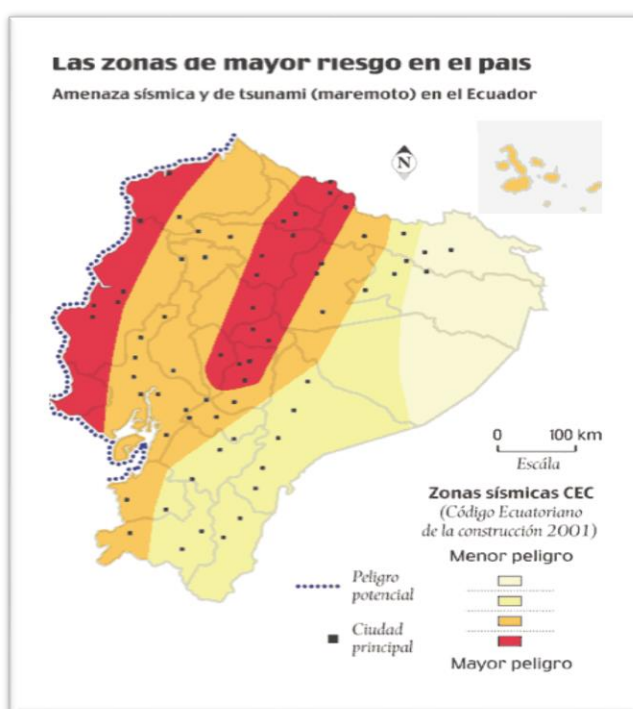 Las zonas de mayor riesgo en el país
Amenaza sísmica y de tsunami (maremoto) en el Ecuador
N
0 100 km
Escála
Zonas sísmicas CEC
(Código Ecuatoriano
de la construcción 2001)
Menor peligro
Peligro
potencial
Ciudad
principal
Mayor peligro